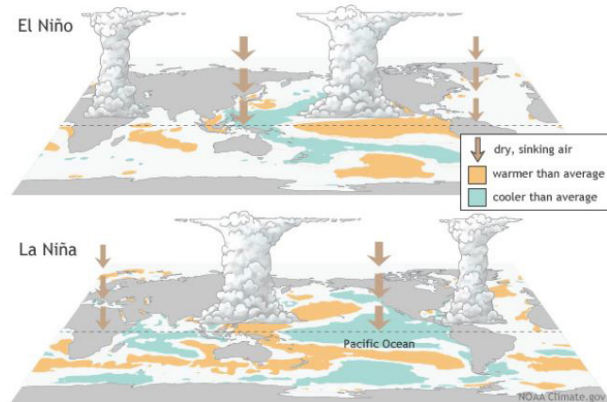 El Niño
dry, sinking air
warmer than average
cooler than average
La Niña
Pacific Ocean
NOAA Climate.gov